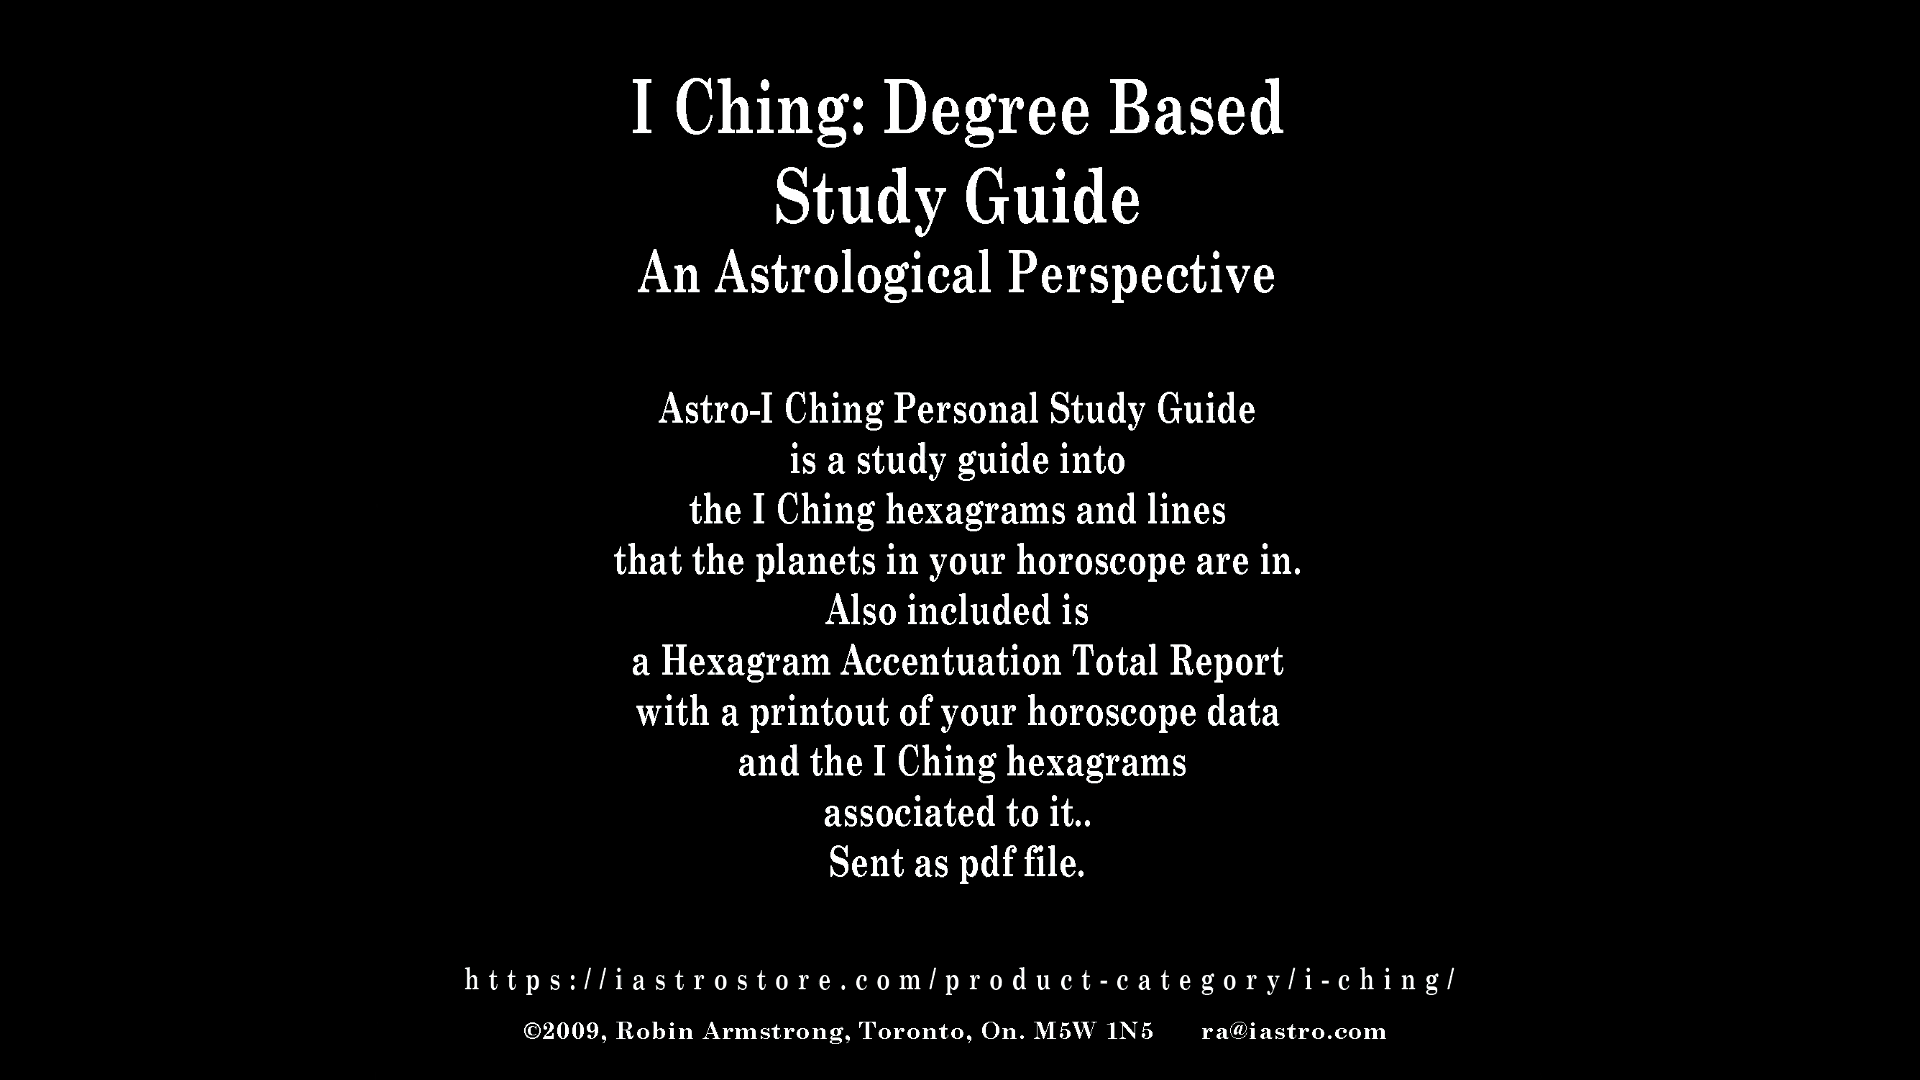 I Ching: Degree Based
Study Guide
An Astrological Perspective
Astro-I Ching Personal Study Guide
is a study guide into
the I Ching hexagrams and lines
that the planets in your horoscope are in.
Also included is
a Hexagram Accentuation Total Report
with a printout of your horoscope data
and the I Ching hexagrams
associated to it..
Sent as pdf file.
https://iastrostore.com/product-category/i-ching/
©2009, Robin Armstrong, Toronto, On. M5W 1N5 ra@iastro.com